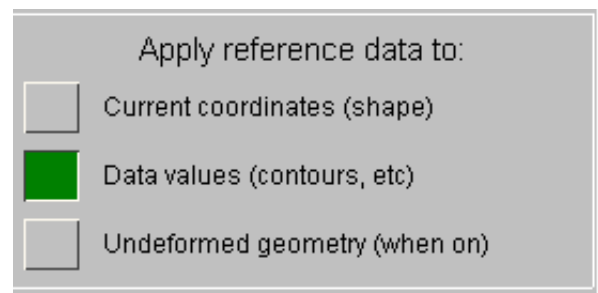 Apply reference data to:
Current coordinates (shape)
Data values (contours, etc)
Undeformed geometry (when on)